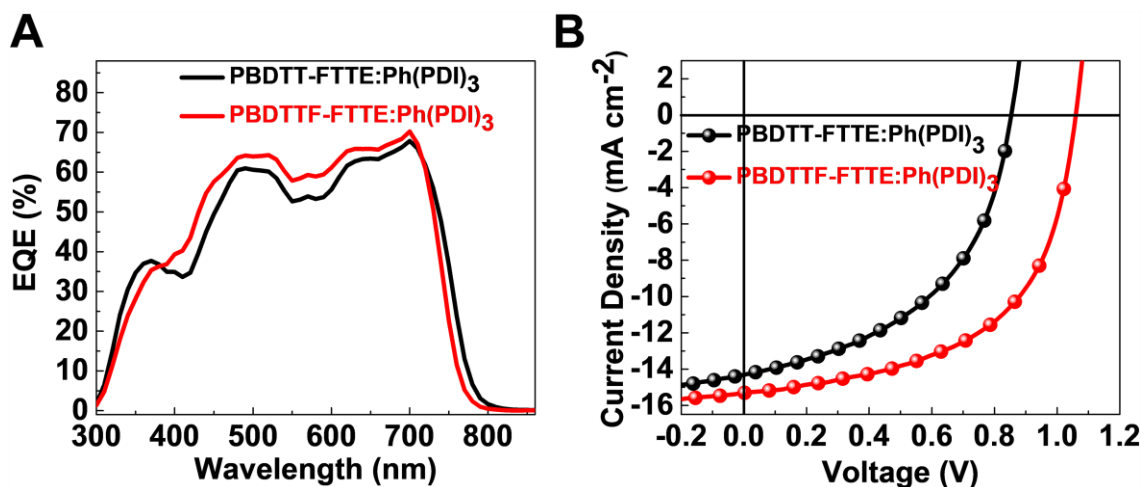 A
PBDTT-FTTE:Ph(PDI)3
PBDTTF-FTTE:Ph(PDI)3
EQE (%)
80
70
60
50
40
30
20
10
0
300 400 500 600 700 800
Wavelength (nm)
B
PBDTT-FTTE:Ph(PDI)3
PBDTTF-FTTE:Ph(PDI)3
Current Density (mA cm-2)
2
0
-2
-4
-6
-8
-10
-12
-14
-16
-0.2 0.0 0.2 0.4 0.6 0.8 1.0 1.2
Voltage (V)